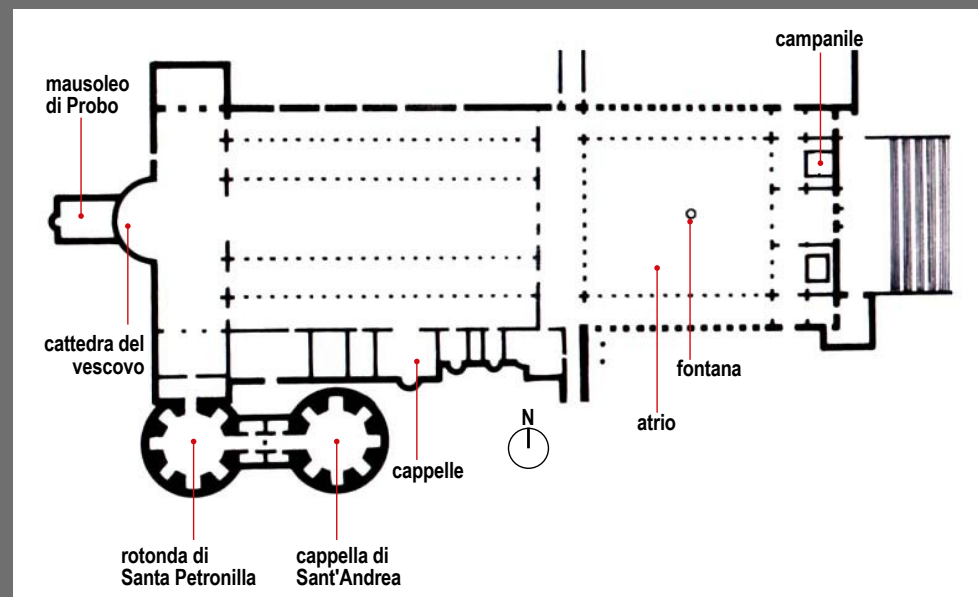 campanile
mausoleo
di Probo
cattedra del
vescovo
fontana
atrio
N
cappelle
rotonda di
Santa Petronilla
cappella di
Sant'Andrea